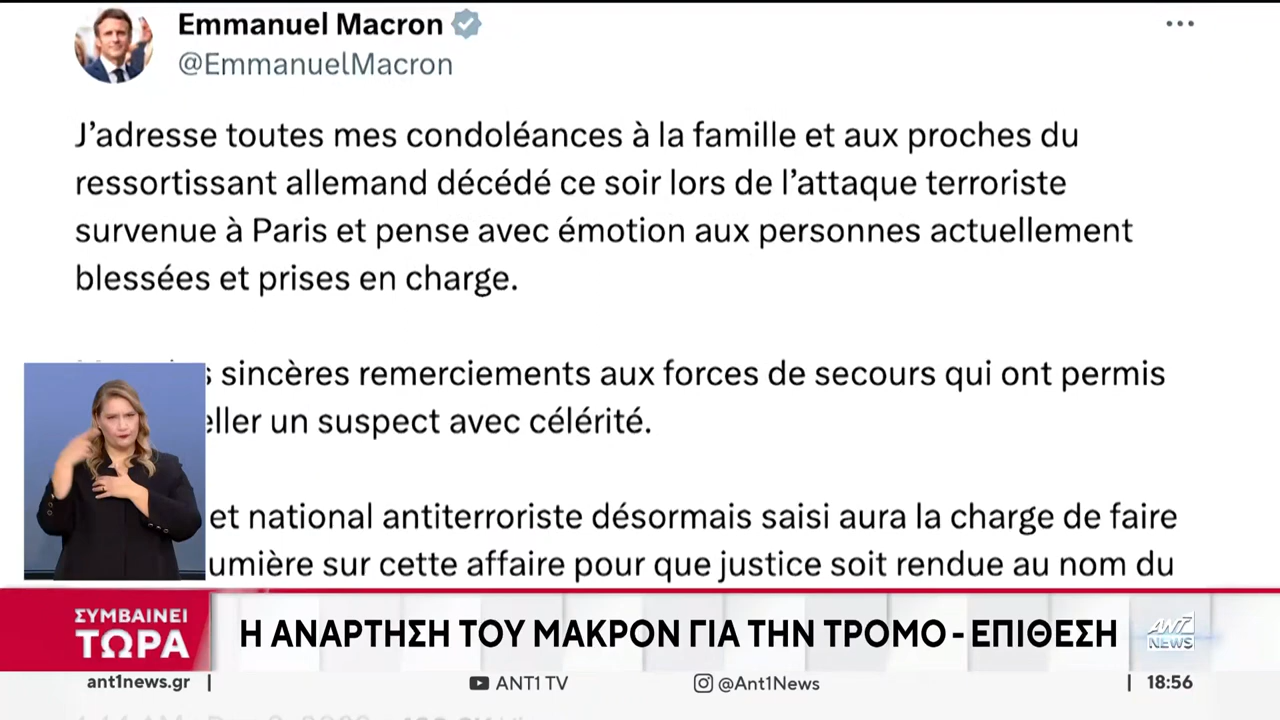 Emmanuel Macron
@EmmanuelMacron
J’adresse toutes mes condoléances à la famille et aux proches du
ressortissant allemand décédé ce soir lors de l’attaque terroriste
survenue à Paris et pense avec émotion aux personnes actuellement
blessées et prises en charge.
sincères remerciements aux forces de secours qui ont permis
eller un suspect avec célérité.
et national antiterroriste désormais saisi aura la charge de faire
umière sur cette affaire pour que justice soit rendue au nom du
ΣΥΜΒΑΙΝΕΙ
ΤΩΡΑ
Η ΑΝΑΡΤΗΣΗ ΤΟΥ ΜΑΚΡΟΝ ΓΙΑ ΤΗΝ ΤΡΟΜΟ - ΕΠΙΘΕΣΗ
ANT1
NEWS
ant1news.gr | ANT1 TV @Ant1News | 18:56